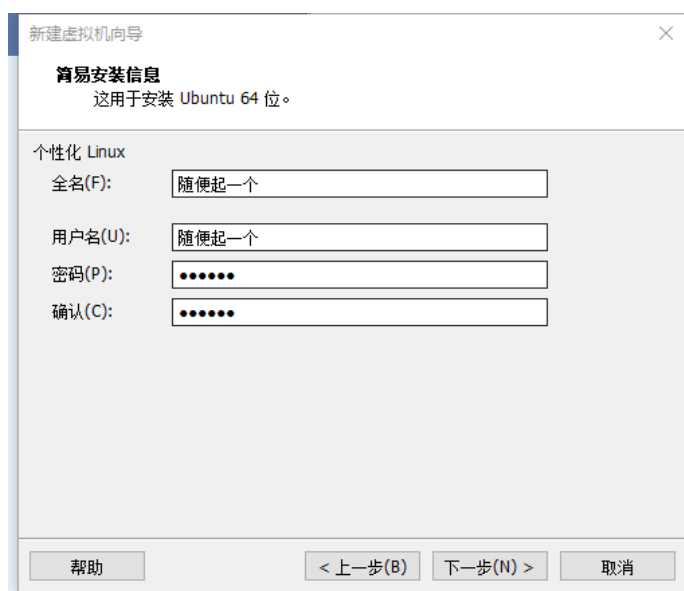 新建虚拟机向导
简易安装信息
这用于安装 Ubuntu 64 位。
个性化 Linux
全名(F): 随便起一个
用户名(U): 随便起一个
密码(P): ●●●●●●
确认(C): ●●●●●●
帮助 < 上一步(B) 下一步(N) > 取消